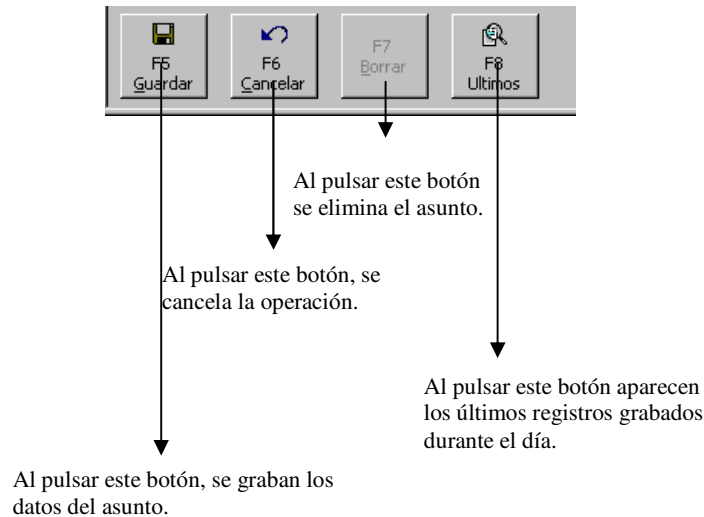 F5
Guardar
F6
Cancelar
F7
Borrar
F8
Ultimos
Al pulsar este botón
se elimina el asunto.
Al pulsar este botón, se
cancela la operación.
Al pulsar este botón aparecen
los últimos registros grabados
durante el día.
Al pulsar este botón, se graban los
datos del asunto.